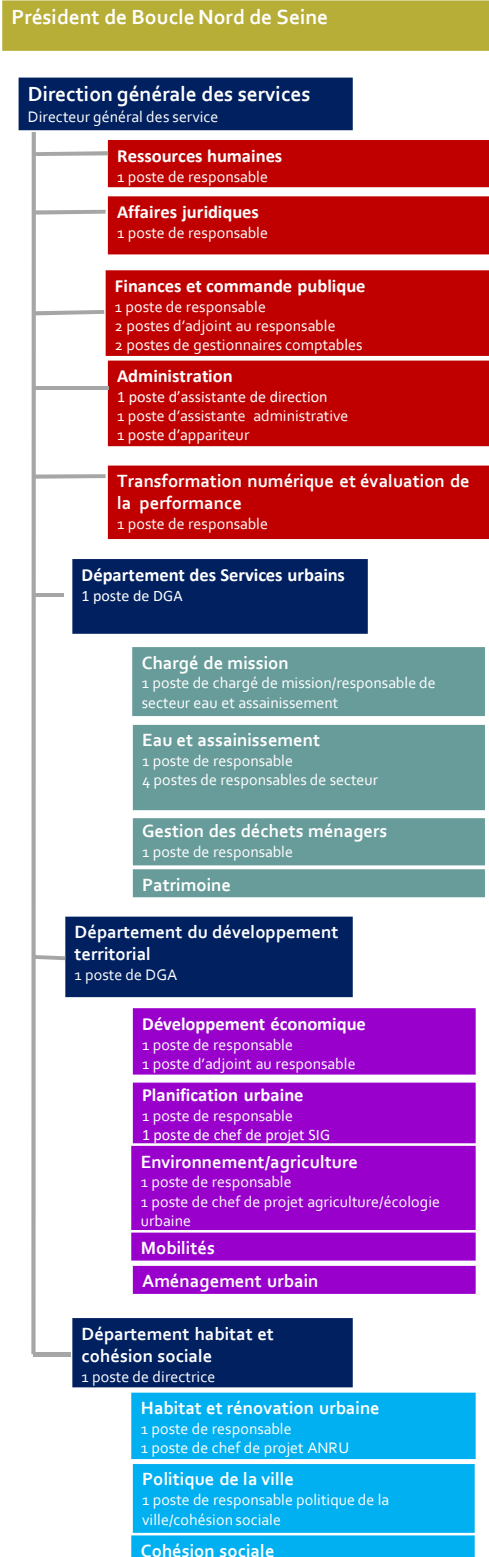 Président de Boucle Nord de Seine
Direction générale des services
Directeur général des service
Ressources humaines
1 poste de responsable
Affaires juridiques
1 poste de responsable
Finances et commande publique
1 poste de responsable
2 postes d'adjoint au responsable
2 postes de gestionnaires comptables
Administration
1 poste d'assistante de direction
1 poste d'assistante administrative
1 poste d'appariteur
Transformation numérique et évaluation de
la performance
1 poste de responsable
Département des Services urbains
1 poste de DGA
Chargé de mission
1 poste de chargé de mission/responsable de
secteur eau et assainissement
Eau et assainissement
1 poste de responsable
4 postes de responsables de secteur
Gestion des déchets ménagers
1 poste de responsable
Patrimoine
Département du développement
territorial
1 poste de DGA
Développement économique
1 poste de responsable
1 poste d'adjoint au responsable
Planification urbaine
1 poste de responsable
1 poste de chef de projet SIG
Environnement/agriculture
1 poste de responsable
1 poste de chef de projet agriculture/écologie
urbaine
Mobilités
Aménagement urbain
Département habitat et
cohésion sociale
1 poste de directrice
Habitat et rénovation urbaine
1 poste de responsable
1 poste de chef de projet ANRU
Politique de la ville
1 poste de responsable politique de la
ville/cohésion sociale
Cohésion sociale